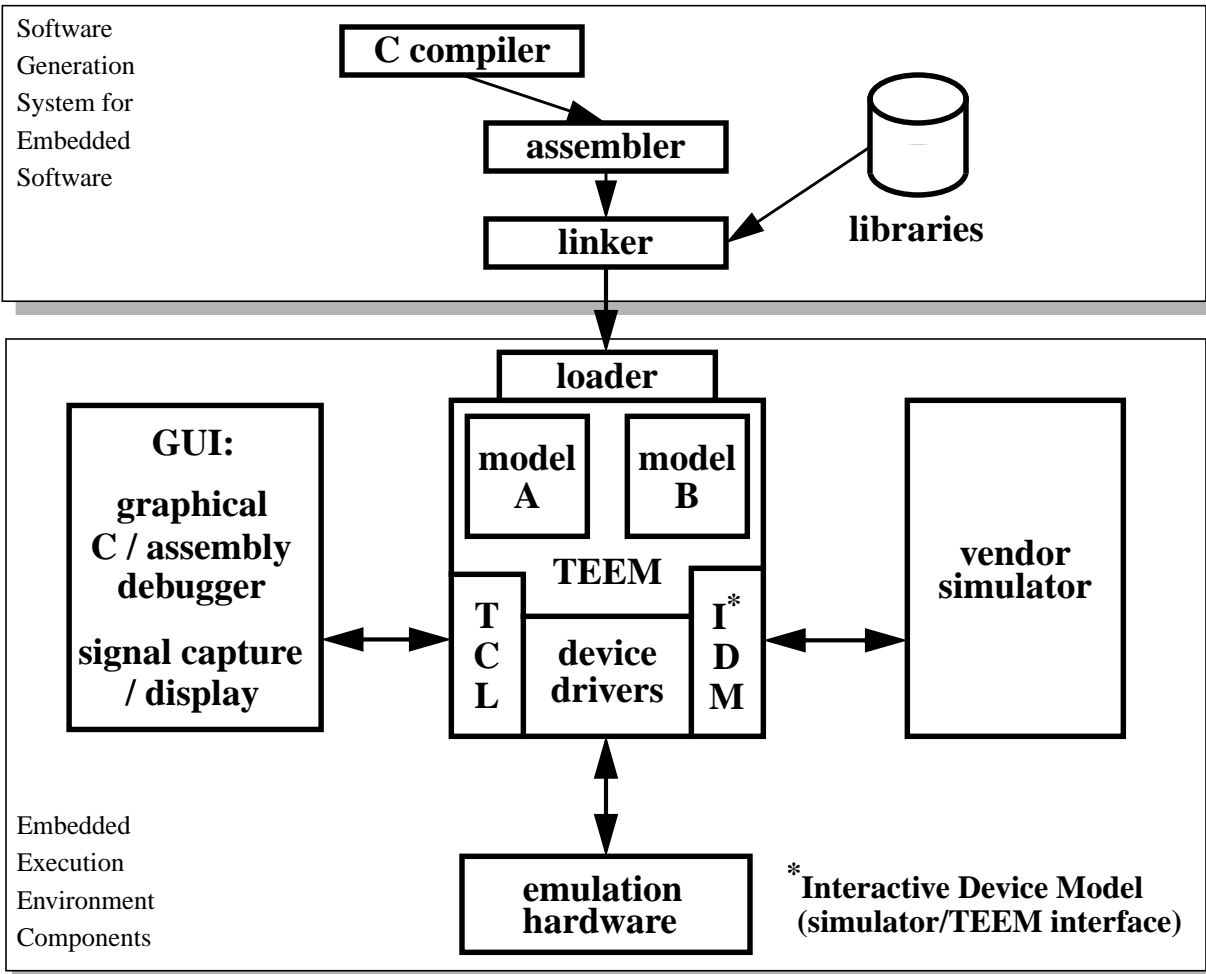 Software
Generation
System for
Embedded
Software
C compiler
assembler
linker
libraries
loader
GUI:
graphical
C / assembly
debugger
signal capture
/ display
model
A
model
B
TEEM
T
C
L
device
drivers
I*
D
M
vendor
simulator
Embedded
Execution
Environment
Components
emulation
hardware
*Interactive Device Model
(simulator/TEEM interface)